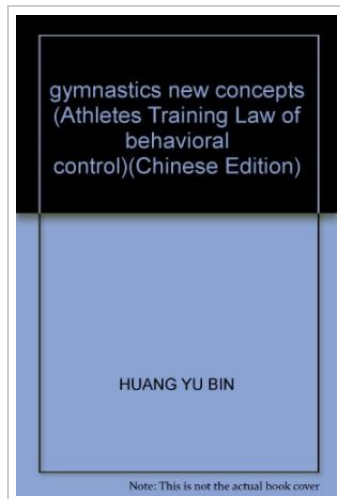 gymnastics new concepts
(Athletes Training Law of
behavioral
control)(Chinese Edition)
HUANG YU BIN
Note: This is not the actual book cover